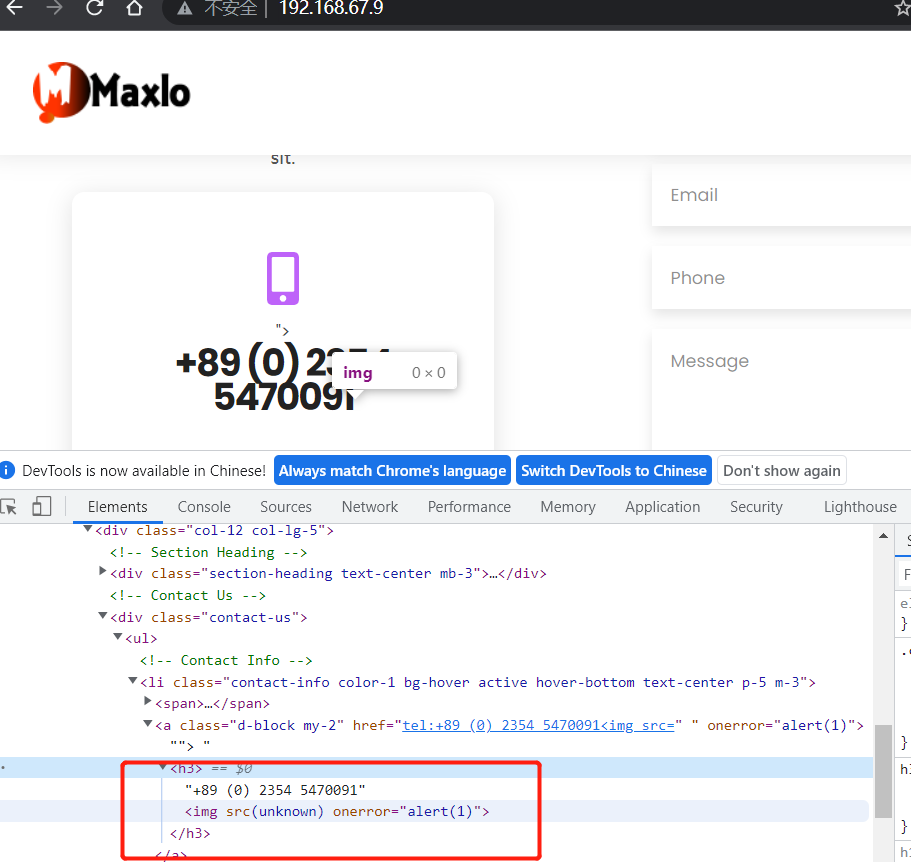 不安全 | 192.168.67.9
Maxlo
sit.
">
+89 (0) 2354
5470091
img 0 × 0
Email
Phone
Message
DevTools is now available in Chinese! Always match Chrome's language Switch DevTools to Chinese Don't show again
Elements Console Sources Network Performance Memory Application Security Lighthouse
<div class="col-12 col-lg-5">
<!-- Section Heading -->
<div class="section-heading text-center mb-3">…</div>
<!-- Contact Us -->
<div class="contact-us">
<ul>
<!-- Contact Info -->
<li class="contact-info color-1 bg-hover active hover-bottom text-center p-5 m-3">
<span>…</span>
<a class="d-block my-2" href="tel:+89 (0) 2354 5470091<img src=" " onerror="alert(1)">
""> "
<h3> == $0
"+89 (0) 2354 5470091"
<img src(unknown) onerror="alert(1)">
</h3>
</a>
}
}
}